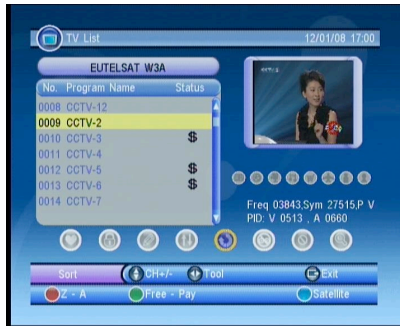 TV List 12/01/08 17:00
EUTELSAT W3A
No. Program Name Status
0008 CCTV-12
0009 CCTV-2
0010 CCTV-3 $
0011 CCTV-4
0012 CCTV-5 $
0013 CCTV-6 $
0014 CCTV-7
Freq 03843,Sym 27515,P V
PID: V 0513 , A 0660
Sort CH+/- Tool Exit
Z - A Free - Pay Satellite